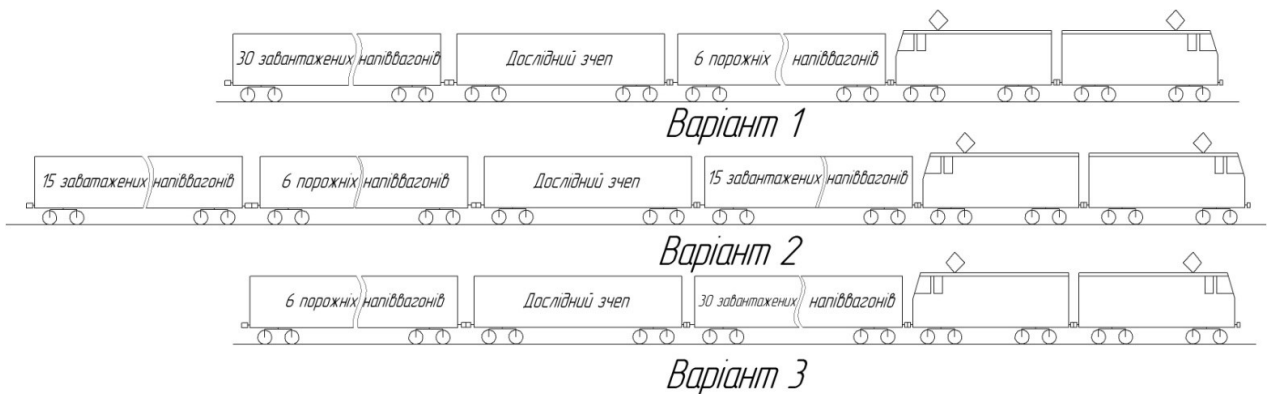 30 завантажених напіввагонів Дослідний зчеп 6 порожніх напіввагонів
Варіант 1
15 заватажених напіввагонів 6 порожніх напіввагонів Дослідний зчеп 15 завантажених напіввагонів
Варіант 2
6 порожніх напіввагонів Дослідний зчеп 30 завантажених напіввагонів
Варіант 3